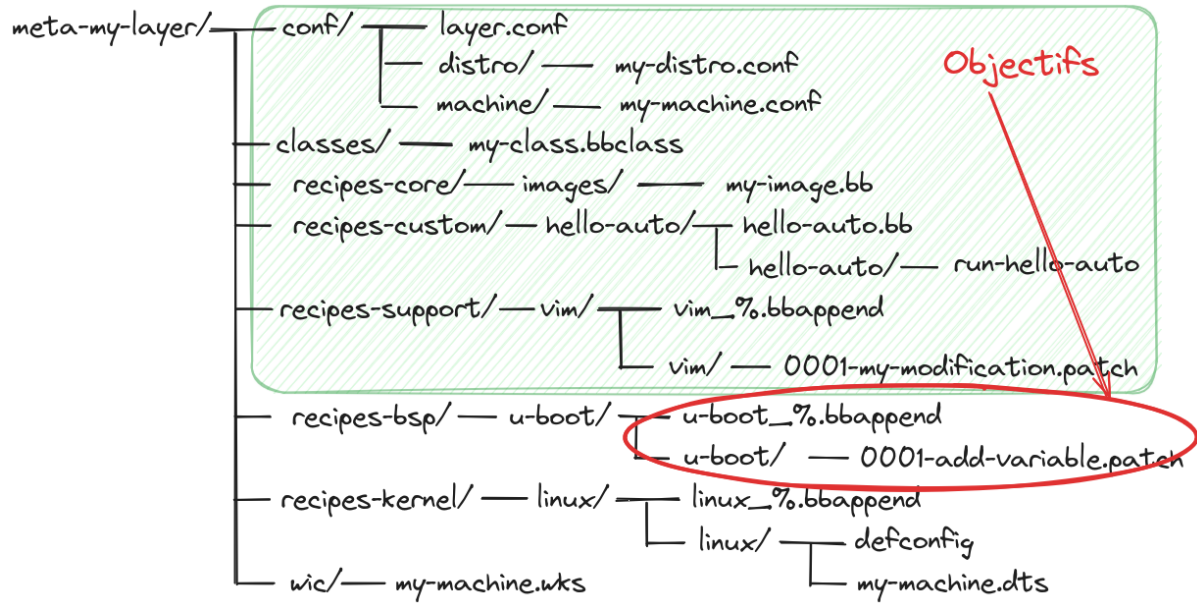 meta-my-layer/ conf/ layer.conf
distro/ my-distro.conf
Objectifs
machine/ my-machine.conf
classes/ my-class.bbclass
recipes-core/ images/ my-image.bb
recipes-custom/ hello-auto/ hello-auto.bb
hello-auto/ run-hello-auto
recipes-support/ vim/ vim_%.bbappend
vim/ 0001-my-modification.patch
recipes-bsp/ u-boot/ u-boot_%.bbappend
u-boot/ 0001-add-variable.patch
recipes-kernel/ linux/ linux_%.bbappend
linux/ defconfig
wic/ my-machine.wks my-machine.dts